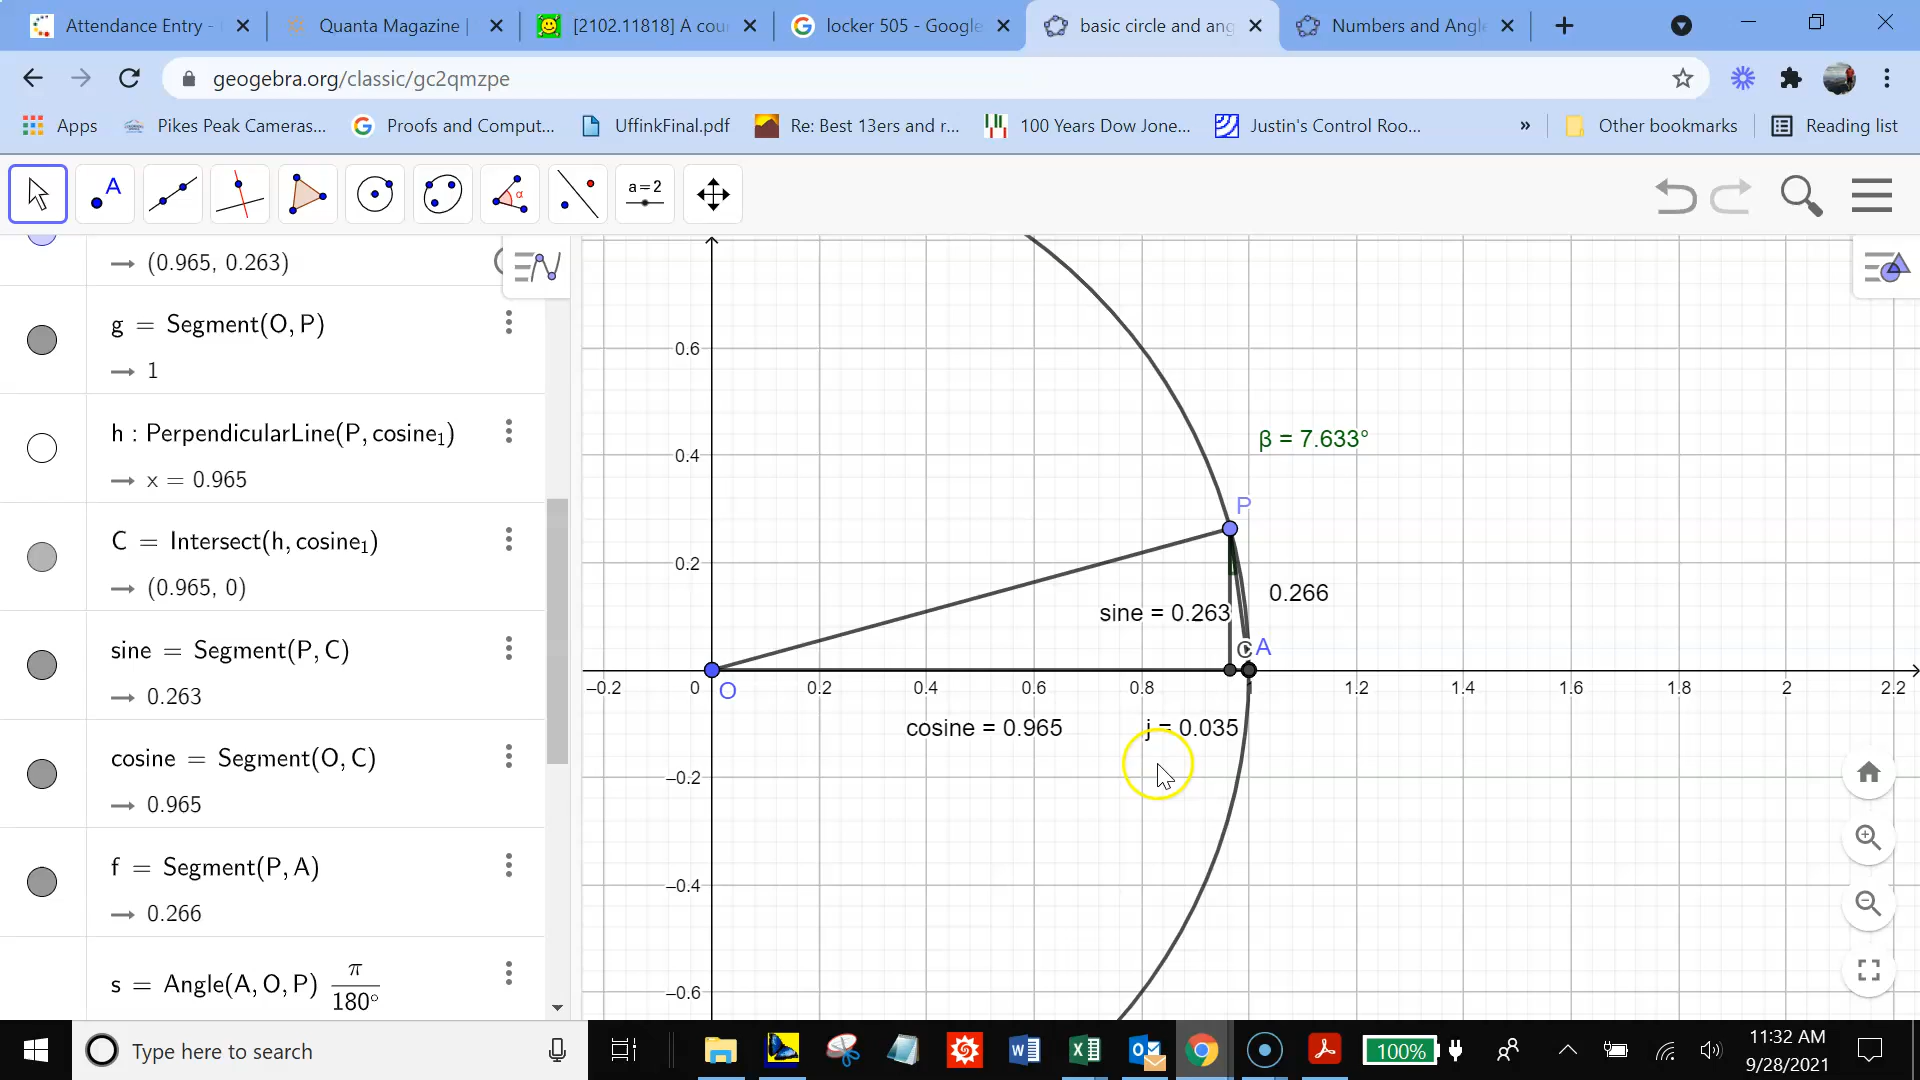 Attendance Entry -
Quanta Magazine |
[2102.11818] A cou
locker 505 - Google
basic circle and ang
Numbers and Angle
geogebra.org/classic/gc2qmzpe
Apps
Pikes Peak Cameras...
Proofs and Comput...
UffinkFinal.pdf
Re: Best 13ers and r...
100 Years Dow Jone...
Justin's Control Roo...
»
Other bookmarks
Reading list
A
α
a=2
→ (0.965, 0.263)
g = Segment(O, P)
→ 1
h : PerpendicularLine(P, cosine₁)
→ x = 0.965
C = Intersect(h, cosine₁)
→ (0.965, 0)
sine = Segment(P, C)
→ 0.263
cosine = Segment(O, C)
→ 0.965
f = Segment(P, A)
→ 0.266
s = Angle(A, O, P) π/180°
0.6
β = 7.633°
0.4
P
0.2
0.266
sine = 0.263
C A
–0.2 0 O 0.2 0.4 0.6 0.8 1 1.2 1.4 1.6 1.8 2 2.2
cosine = 0.965
j = 0.035
–0.2
–0.4
–0.6
Type here to search
100%
11:32 AM
9/28/2021